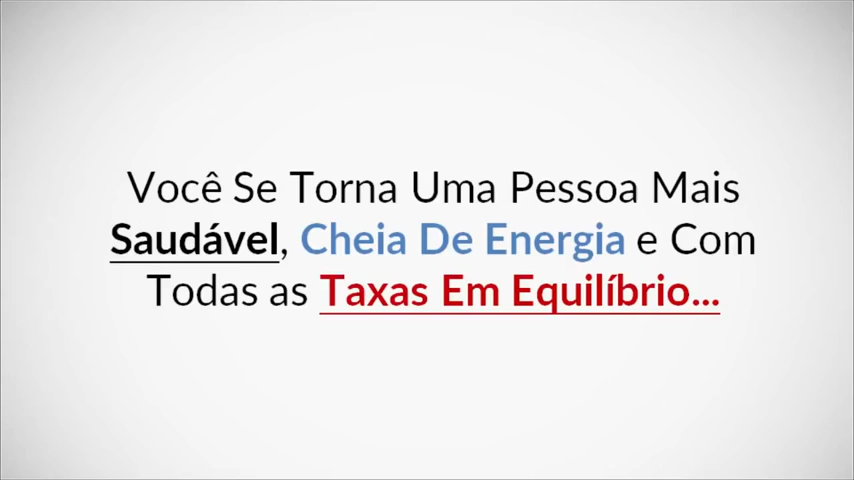 Você Se Torna Uma Pessoa Mais
Saudável, Cheia De Energia e Com
Todas as Taxas Em Equilíbrio...